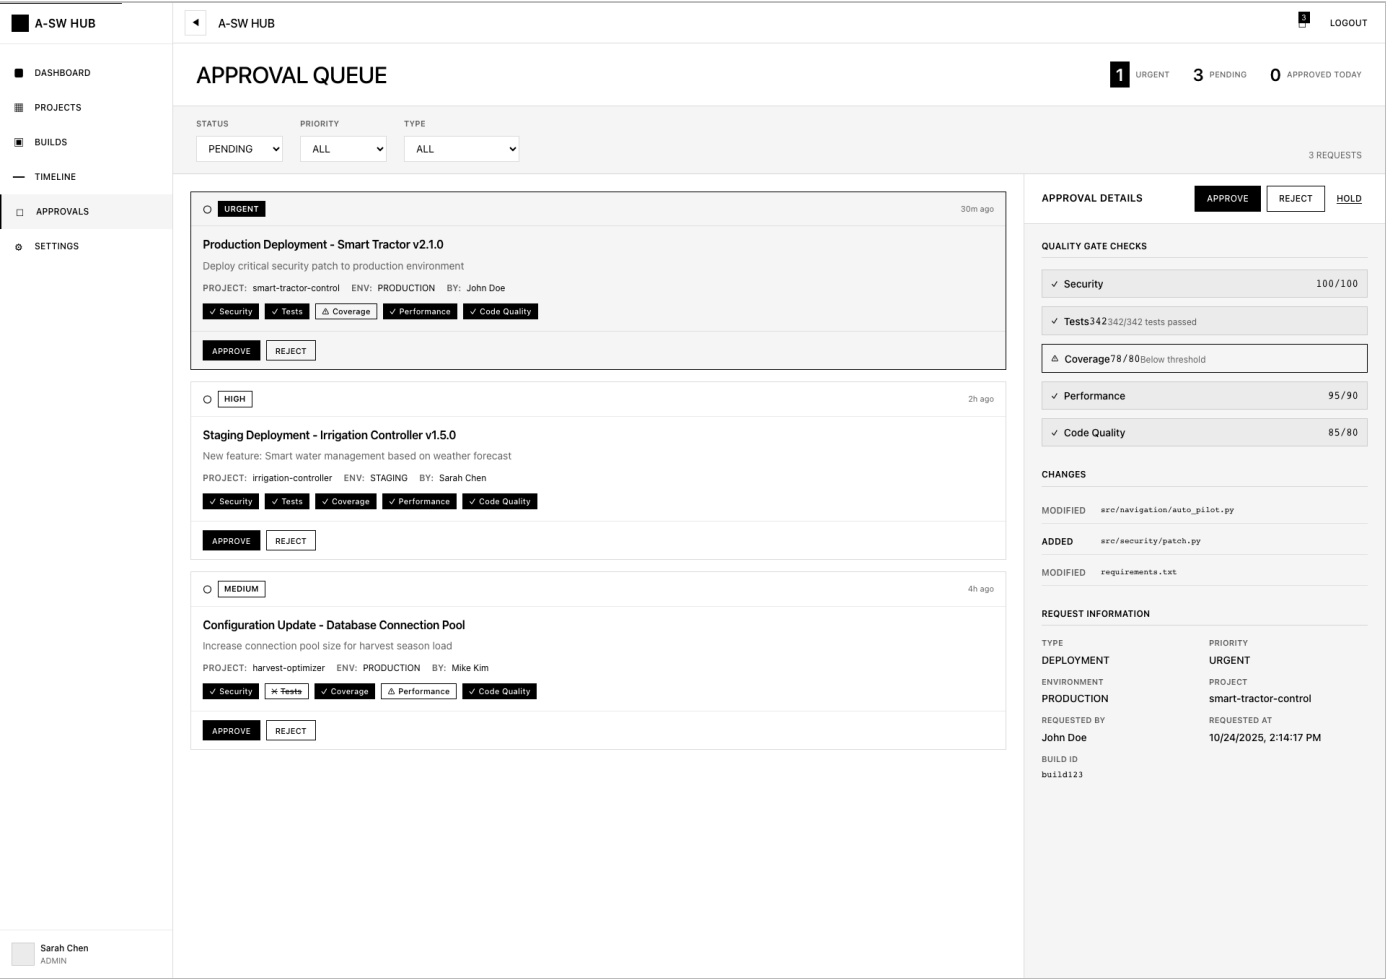 A-SW HUB
A-SW HUB
3
LOGOUT
DASHBOARD
PROJECTS
BUILDS
TIMELINE
APPROVALS
SETTINGS
APPROVAL QUEUE
1 URGENT 3 PENDING 0 APPROVED TODAY
STATUS PRIORITY TYPE
PENDING ALL ALL
3 REQUESTS
URGENT 30m ago
Production Deployment - Smart Tractor v2.1.0
Deploy critical security patch to production environment
PROJECT: smart-tractor-control ENV: PRODUCTION BY: John Doe
✓ Security ✓ Tests ⚠ Coverage ✓ Performance ✓ Code Quality
APPROVE REJECT
HIGH 2h ago
Staging Deployment - Irrigation Controller v1.5.0
New feature: Smart water management based on weather forecast
PROJECT: irrigation-controller ENV: STAGING BY: Sarah Chen
✓ Security ✓ Tests ✓ Coverage ✓ Performance ✓ Code Quality
APPROVE REJECT
MEDIUM 4h ago
Configuration Update - Database Connection Pool
Increase connection pool size for harvest season load
PROJECT: harvest-optimizer ENV: PRODUCTION BY: Mike Kim
✓ Security ✕ Tests ✓ Coverage ⚠ Performance ✓ Code Quality
APPROVE REJECT
APPROVAL DETAILS APPROVE REJECT HOLD
QUALITY GATE CHECKS
✓ Security 100/100
✓ Tests342342/342 tests passed
⚠ Coverage78/80Below threshold
✓ Performance 95/90
✓ Code Quality 85/80
CHANGES
MODIFIED src/navigation/auto_pilot.py
ADDED src/security/patch.py
MODIFIED requirements.txt
REQUEST INFORMATION
TYPE PRIORITY
DEPLOYMENT URGENT
ENVIRONMENT PROJECT
PRODUCTION smart-tractor-control
REQUESTED BY REQUESTED AT
John Doe 10/24/2025, 2:14:17 PM
BUILD ID
build123
Sarah Chen
ADMIN